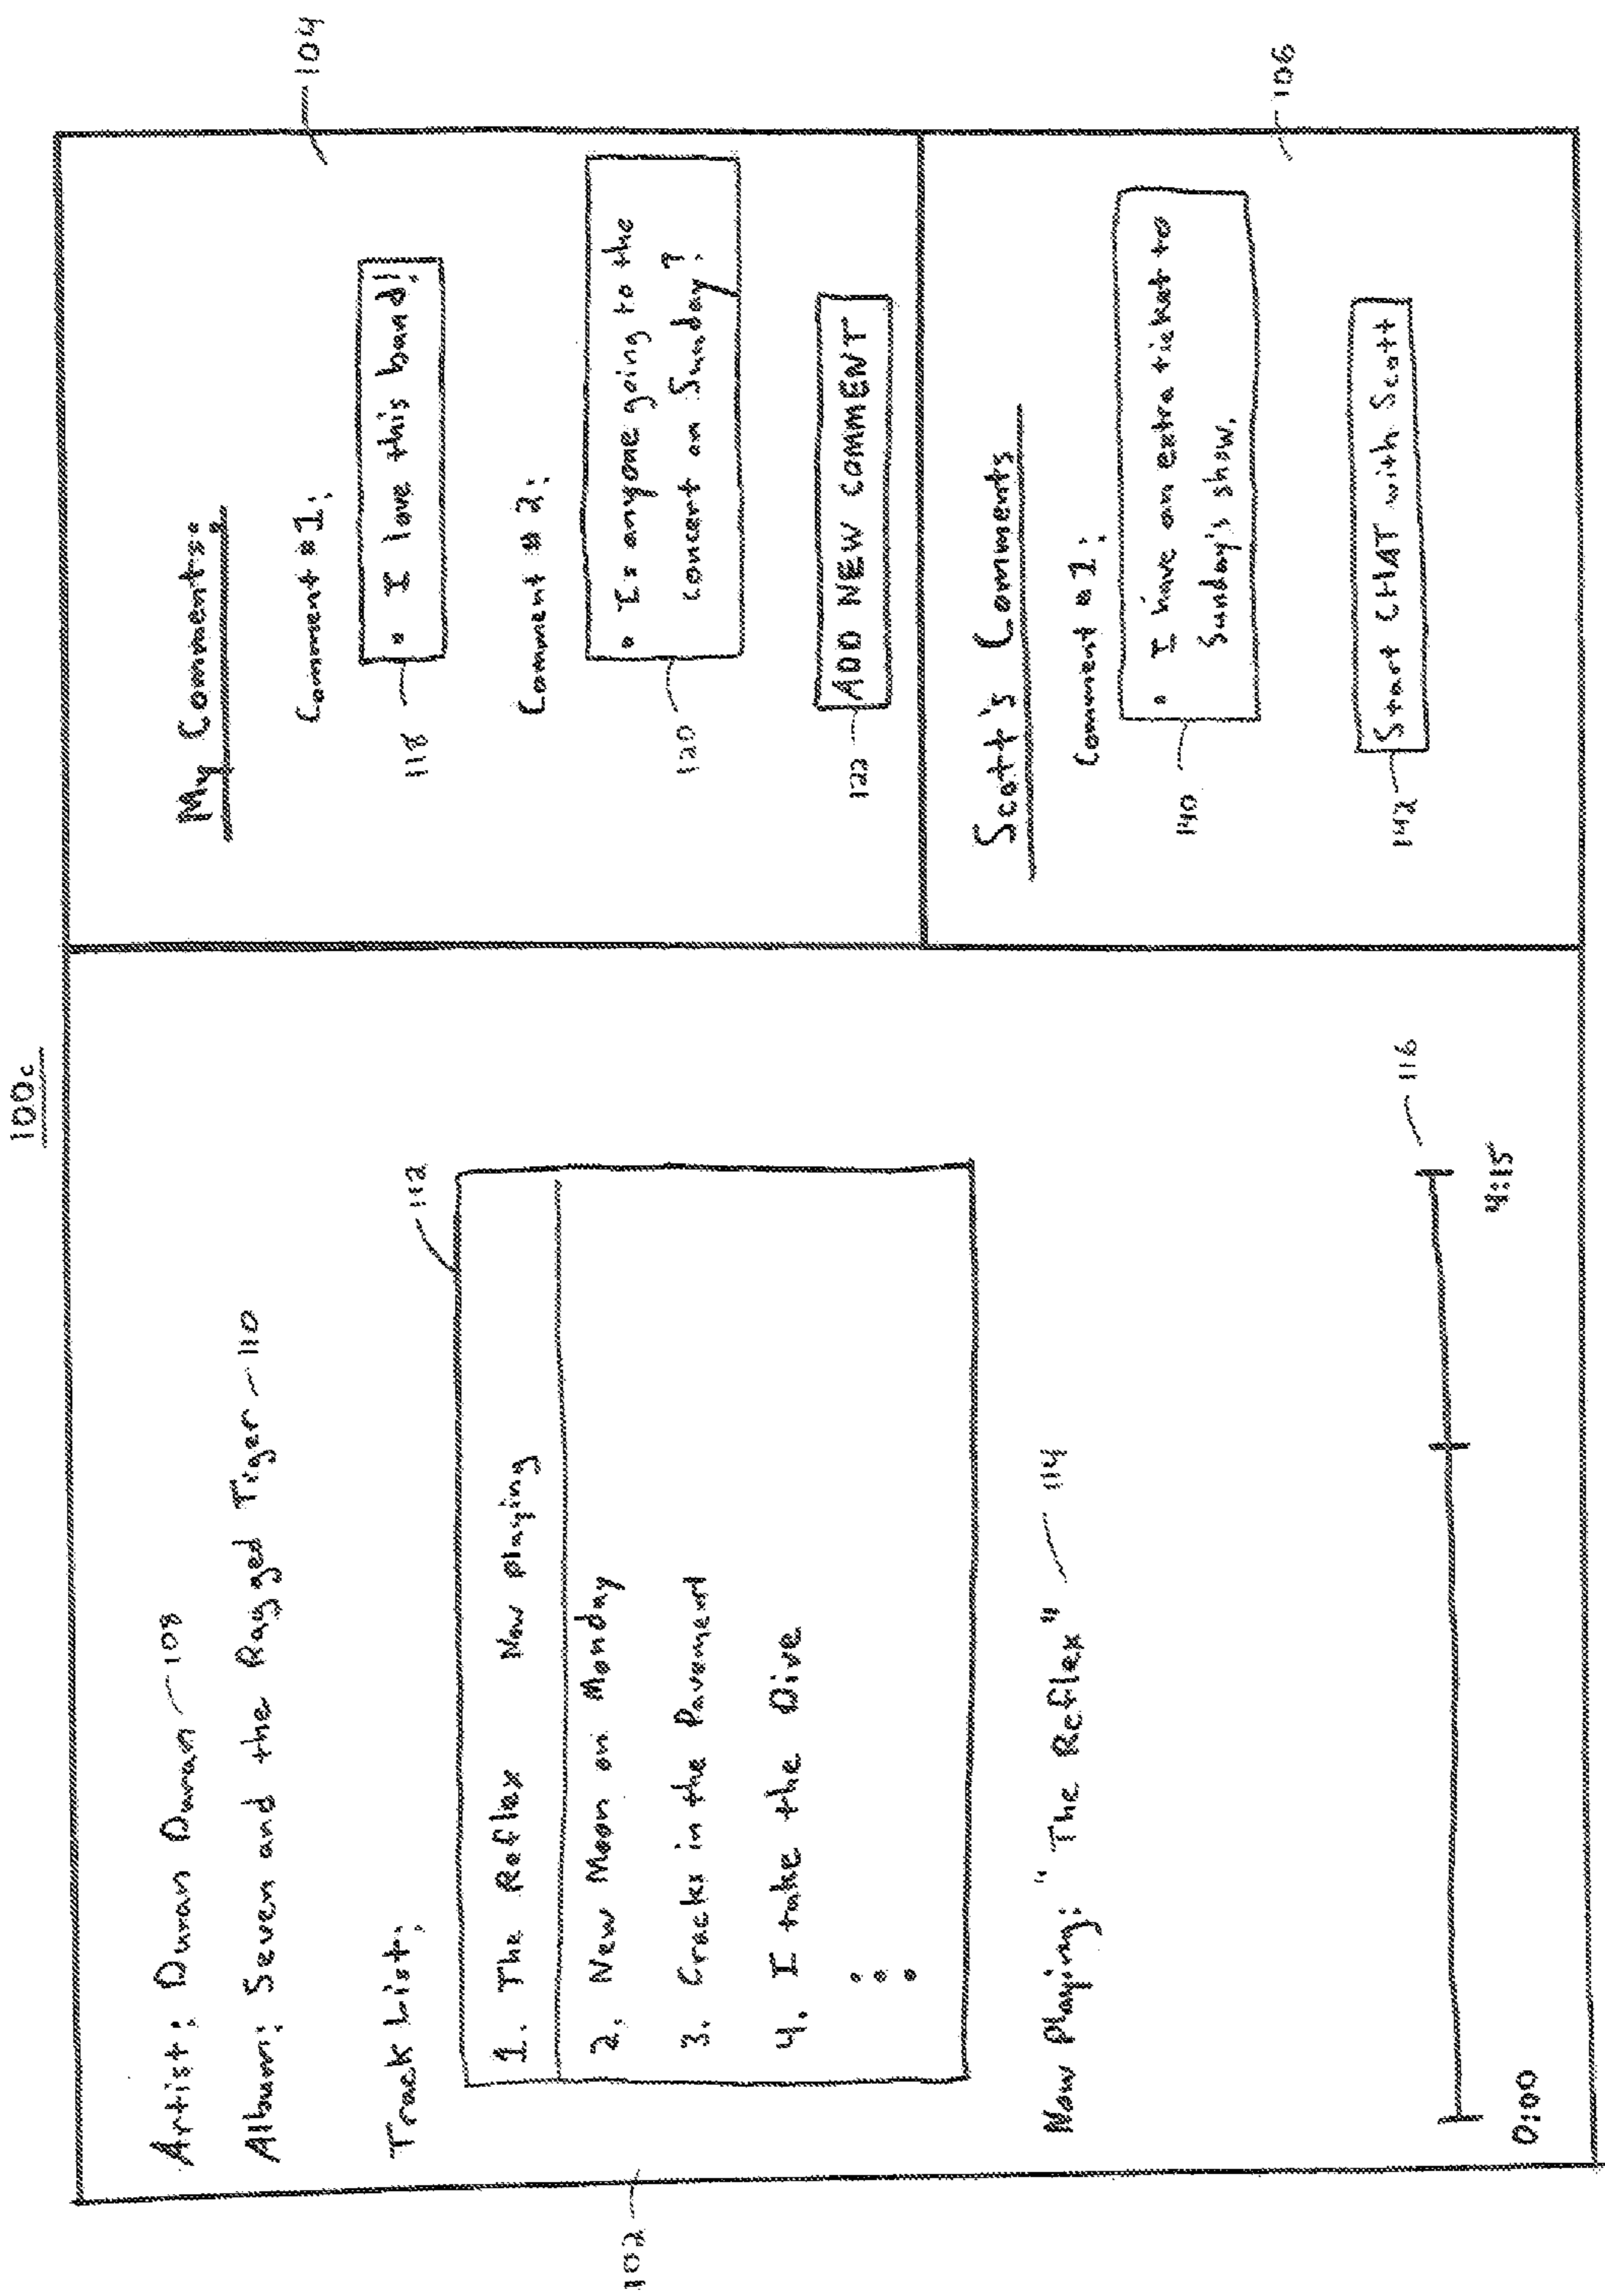 100c
102
Artist: Duran Duran 108
Album: Seven and the Ragged Tiger 110
Track List:
112
1. The Reflex Now playing
2. New Moon on Monday
3. Cracks in the Pavement
4. I take the Dive
Now Playing: "The Reflex" 114
116
0:00 4:15
104
My Comments:
Comment #1:
118 • I love this band!
Comment #2:
120 • Is anyone going to the
concert on Sunday?
122 ADD NEW COMMENT
106
Scott's Comments
Comment #1:
140 • I have an extra ticket to
Sunday's show.
142 Start CHAT with Scott